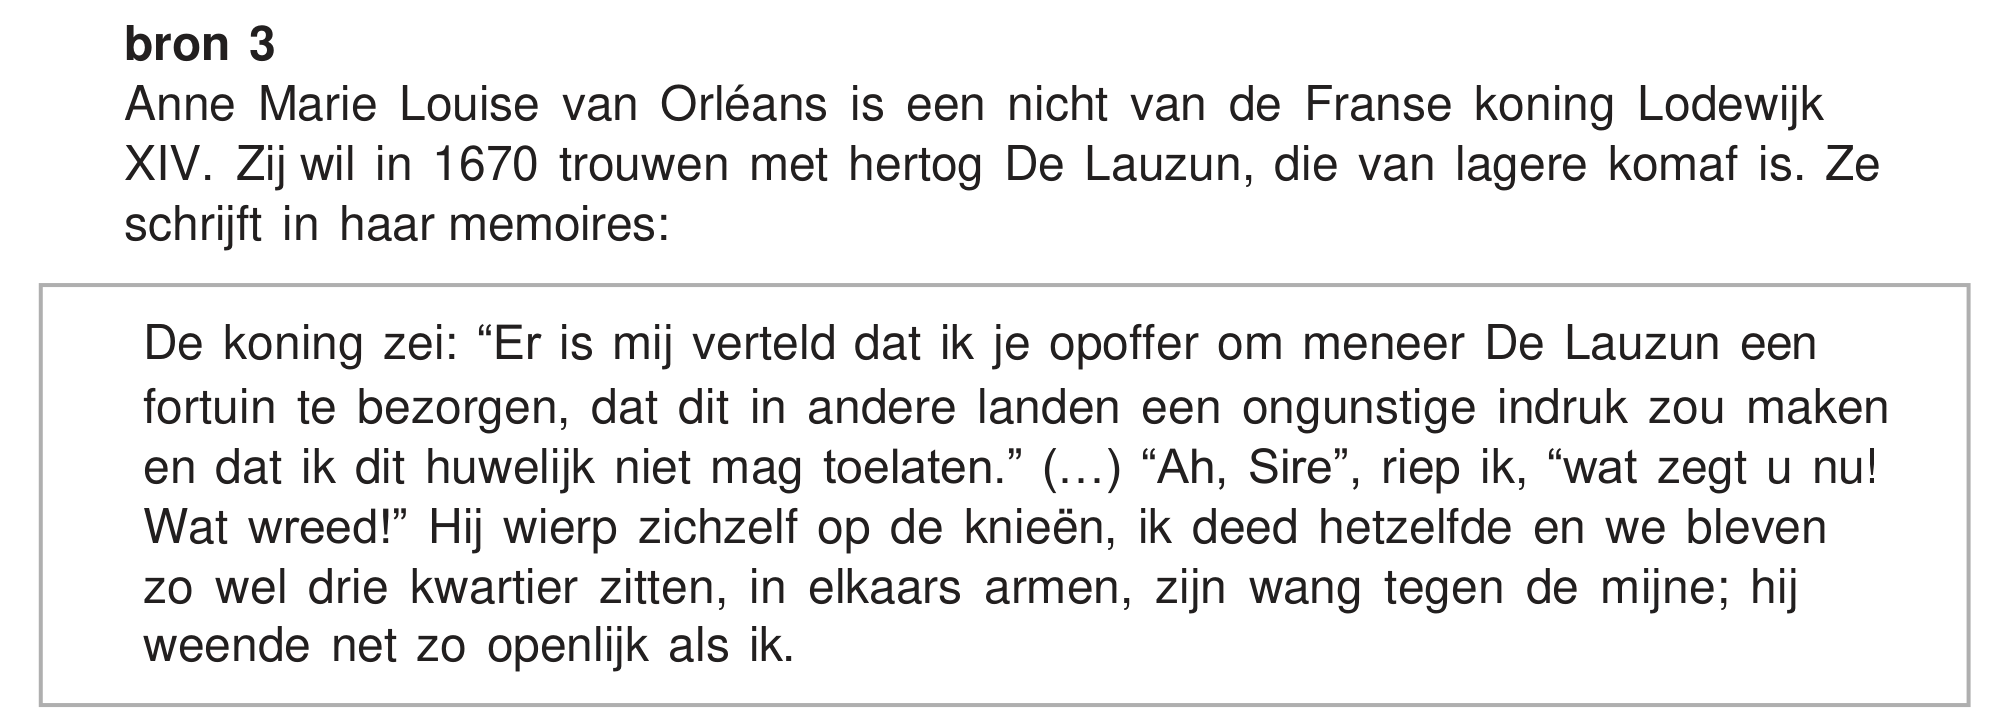 bron 3
Anne Marie Louise van Orléans is een nicht van de Franse koning Lodewijk
XIV. Zij wil in 1670 trouwen met hertog De Lauzun, die van lagere komaf is. Ze
schrijft in haar memoires:
De koning zei: “Er is mij verteld dat ik je opoffer om meneer De Lauzun een
fortuin te bezorgen, dat dit in andere landen een ongunstige indruk zou maken
en dat ik dit huwelijk niet mag toelaten.” (…) “Ah, Sire”, riep ik, “wat zegt u nu!
Wat wreed!” Hij wierp zichzelf op de knieën, ik deed hetzelfde en we bleven
zo wel drie kwartier zitten, in elkaars armen, zijn wang tegen de mijne; hij
weende net zo openlijk als ik.